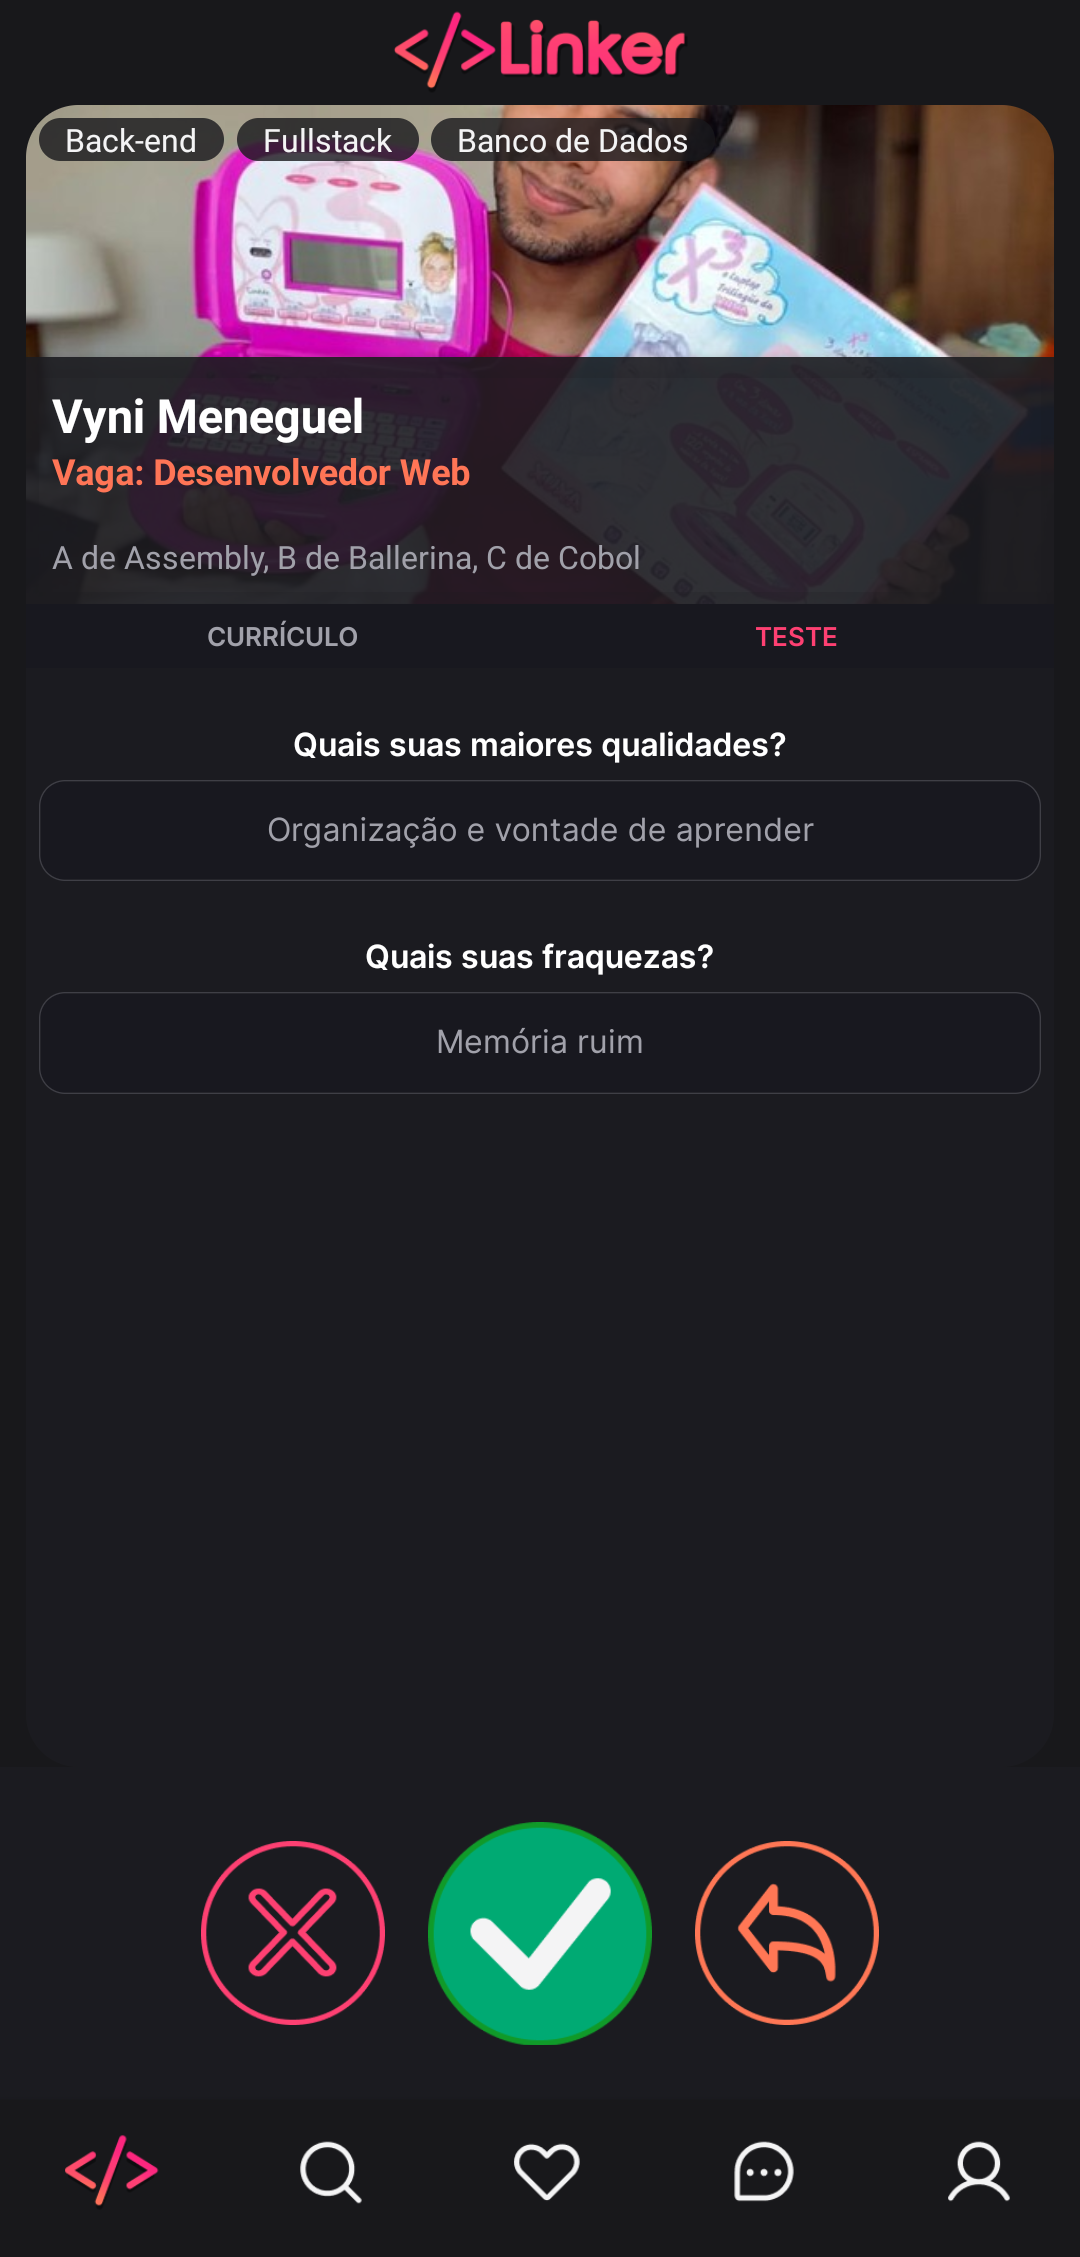 </>Linker
Back-end Fullstack Banco de Dados
X3
Vyni Meneguel
Vaga: Desenvolvedor Web
A de Assembly, B de Ballerina, C de Cobol
CURRÍCULO TESTE
Quais suas maiores qualidades?
Organização e vontade de aprender
Quais suas fraquezas?
Memória ruim